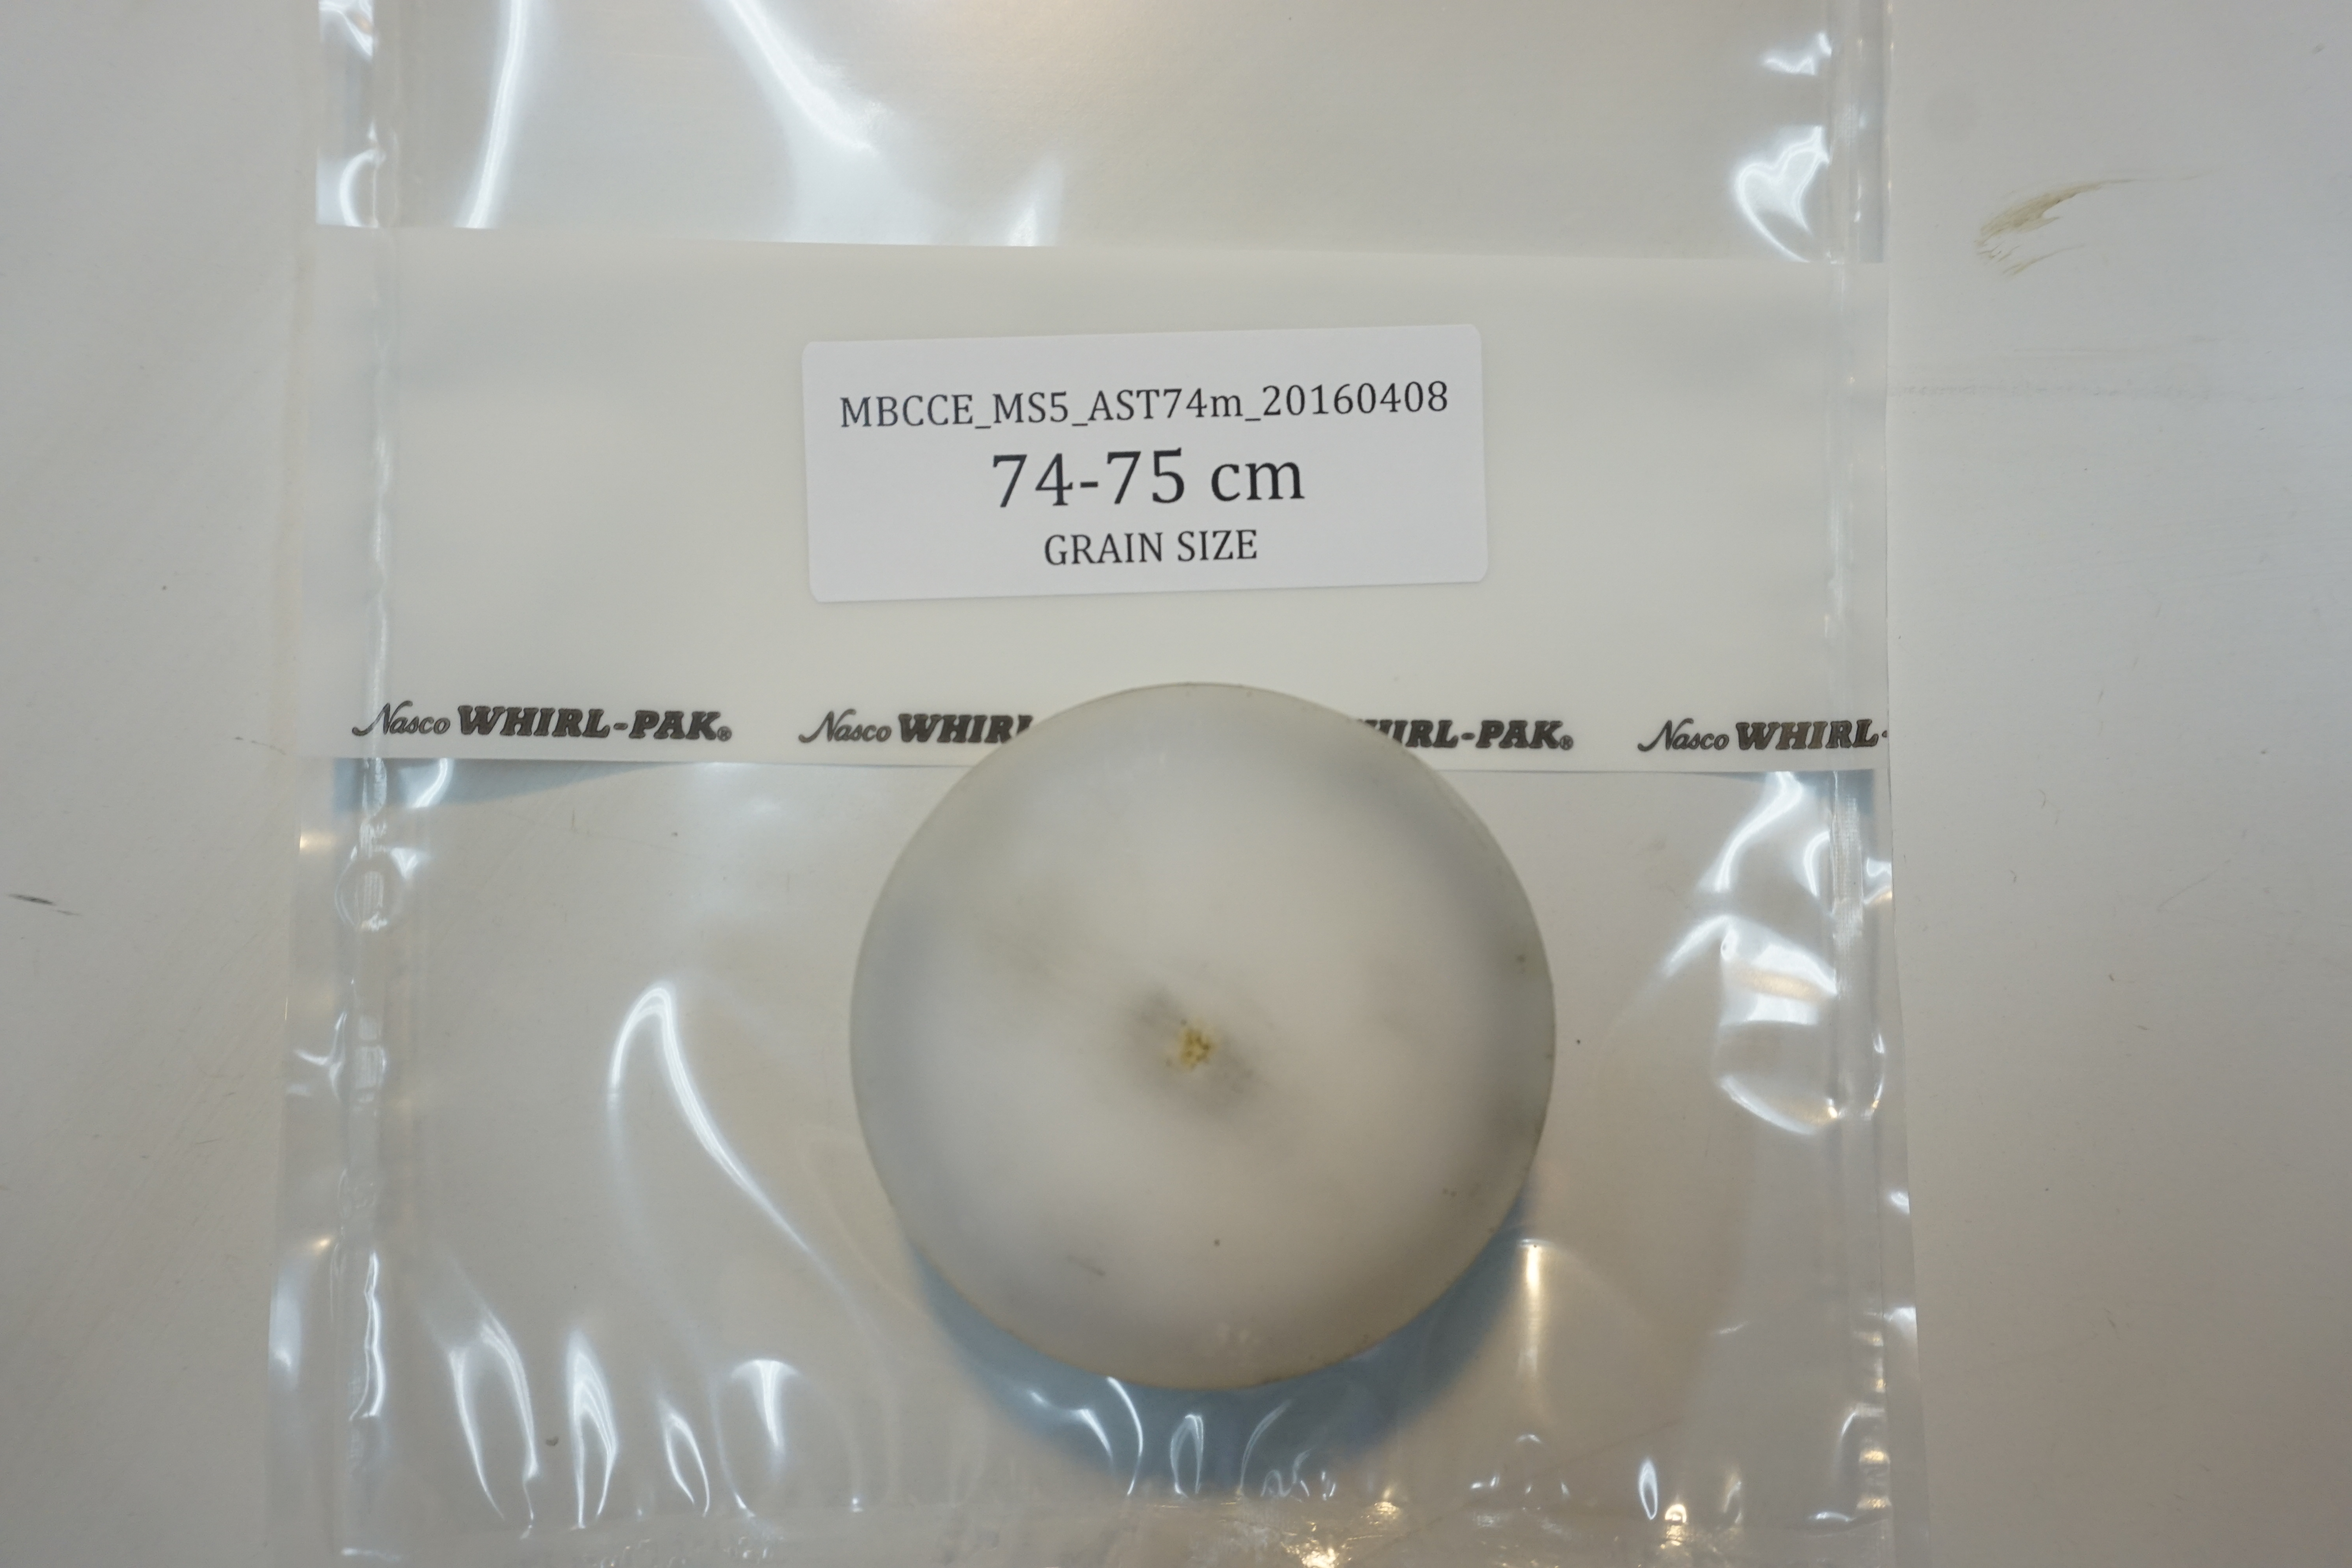 MBCCE_MS5_AST74m_20160408
74-75 cm
GRAIN SIZE
Nasco WHIRL-PAK® Nasco WHIRL-PAK® Nasco WHIRL-